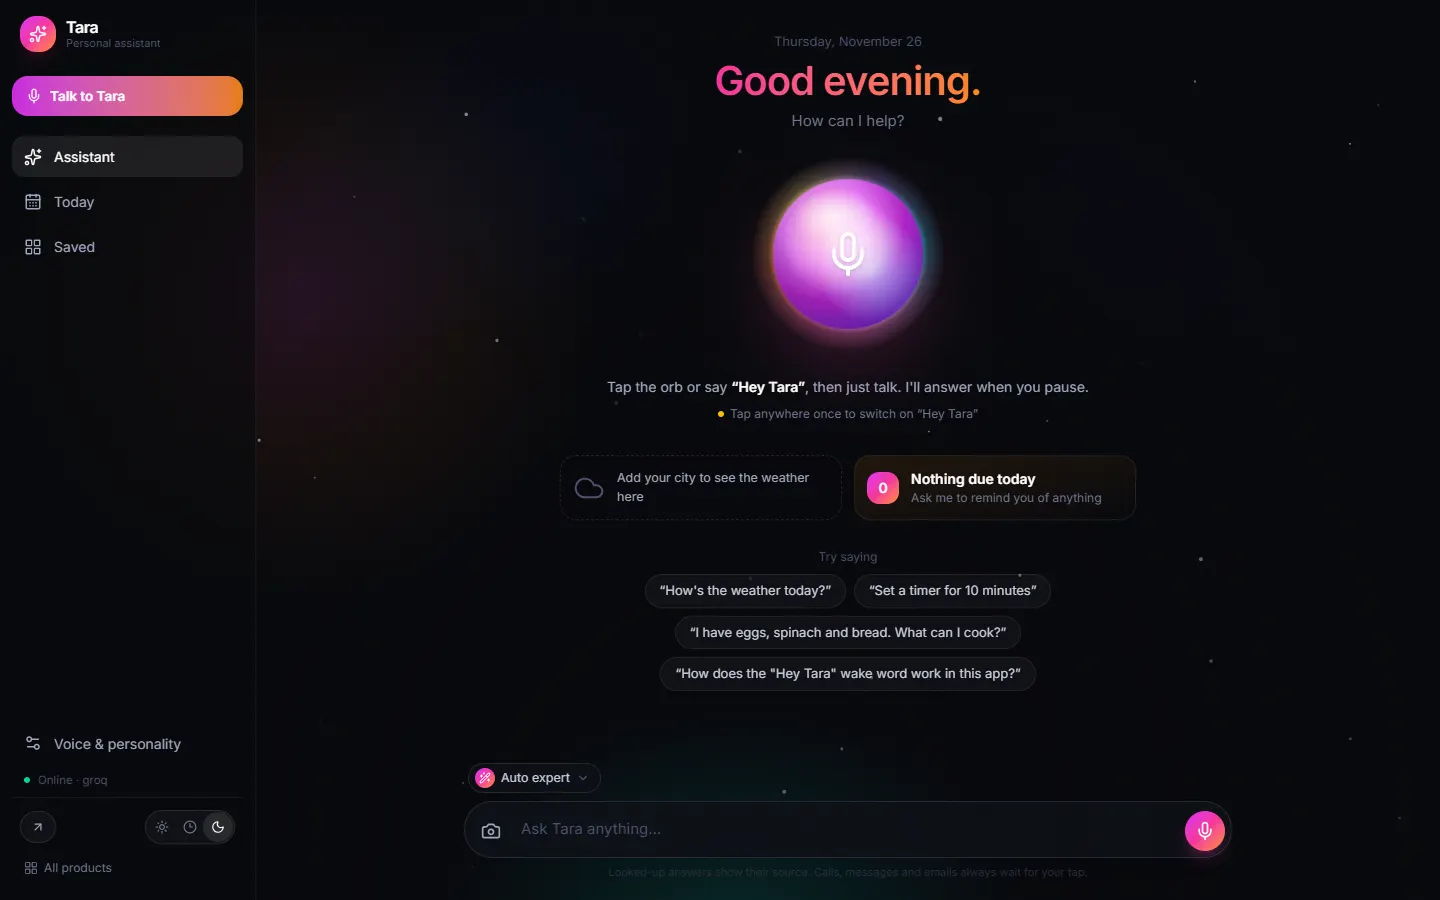 Tara
Personal assistant
Talk to Tara
Assistant
Today
Saved
Voice & personality
Online · groq
All products
Thursday, November 26
Good evening.
How can I help?
Tap the orb or say “Hey Tara”, then just talk. I'll answer when you pause.
Tap anywhere once to switch on “Hey Tara”
Add your city to see the weather
here
0
Nothing due today
Ask me to remind you of anything
Try saying
“How's the weather today?”
“Set a timer for 10 minutes”
“I have eggs, spinach and bread. What can I cook?”
“How does the "Hey Tara" wake word work in this app?”
Auto expert
Ask Tara anything...
Looked-up answers show their source. Calls, messages and emails always wait for your tap.